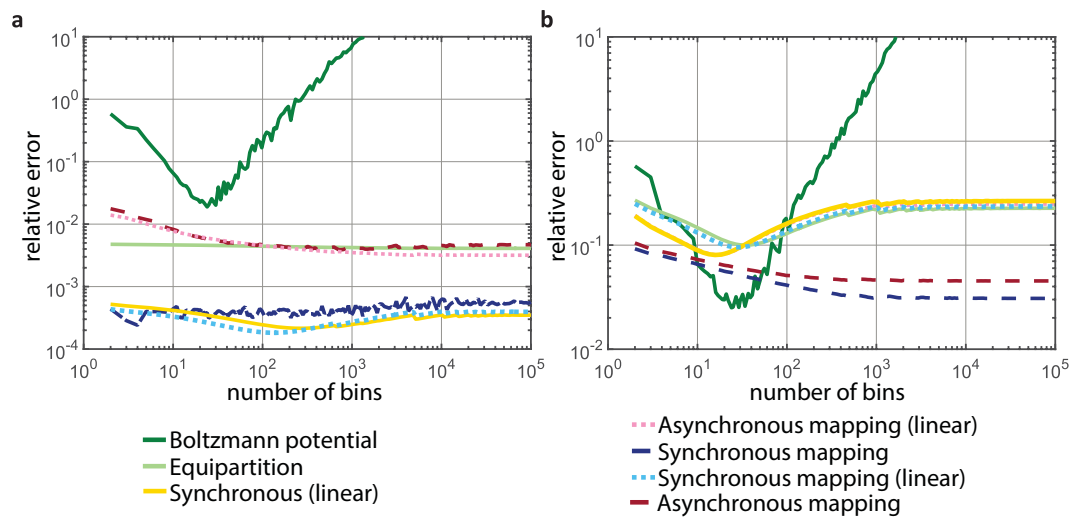 a
b
10^1
10^0
10^-1
10^-2
10^-3
10^-4
relative error
10^0 10^1 10^2 10^3 10^4 10^5
number of bins
10^1
10^0
10^-1
10^-2
relative error
10^0 10^1 10^2 10^3 10^4 10^5
number of bins
Boltzmann potential
Equipartition
Synchronous (linear)
Asynchronous mapping (linear)
Synchronous mapping
Synchronous mapping (linear)
Asynchronous mapping